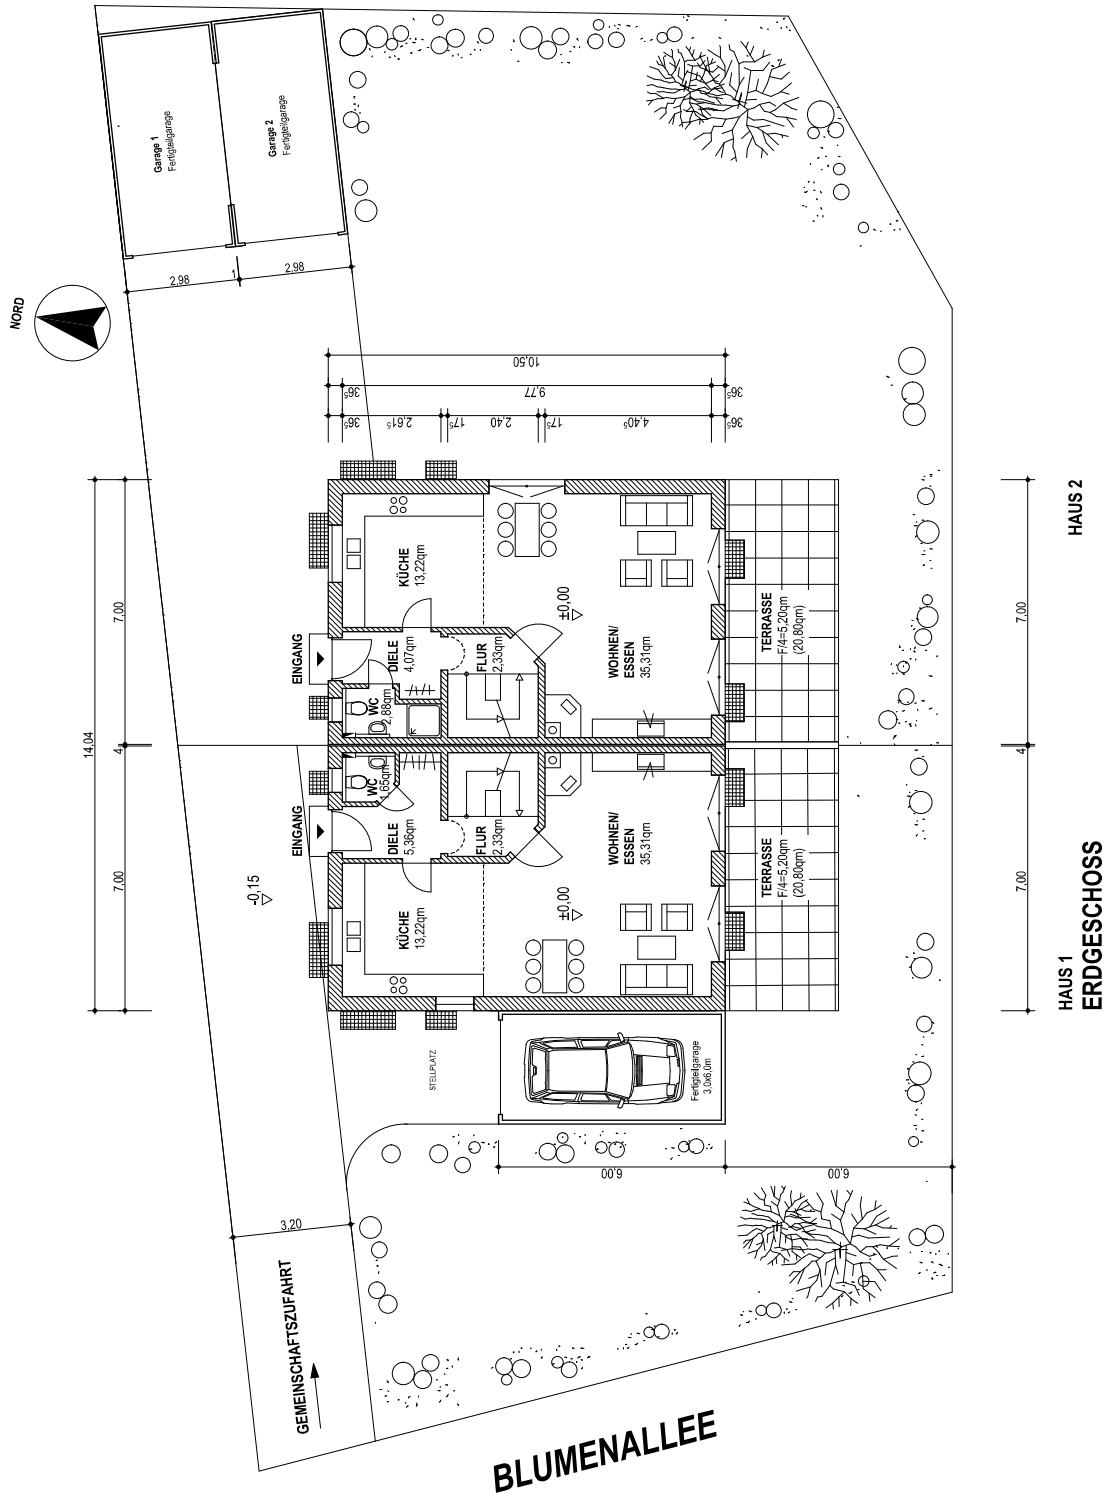 NORD
Garage 1
Fertigteilgarage
Garage 2
Fertigteilgarage
2,98
1
2,98
10,50
36⁵
9,77
36⁵
36⁵
2,61⁵
17⁵
2,40
17⁵
4,40⁵
36⁵
14,04
7,00
4
7,00
HAUS 2
7,00
4
7,00
EINGANG
KÜCHE
13,22qm
DIELE
4,07qm
WC
2,88qm
FLUR
2,33qm
±0,00
WOHNEN/
ESSEN
35,31qm
TERRASSE
F/4=5,20qm
(20,80qm)
EINGANG
WC
1,65qm
DIELE
5,36qm
FLUR
2,33qm
KÜCHE
13,22qm
±0,00
WOHNEN/
ESSEN
35,31qm
TERRASSE
F/4=5,20qm
(20,80qm)
-0,15
STELLPLATZ
Fertigteilgarage
3,0x6,0m
6,00
6,00
3,20
GEMEINSCHAFTSZUFAHRT
HAUS 1
ERDGESCHOSS
BLUMENALLEE